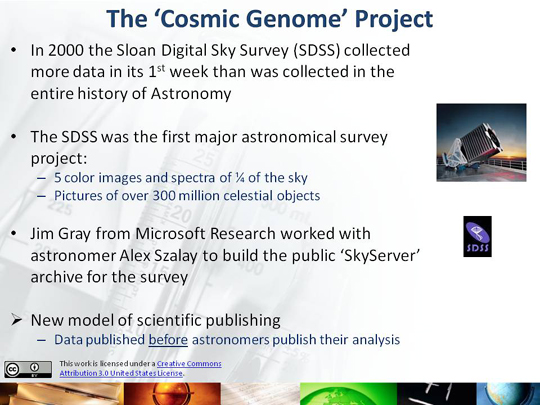 The ‘Cosmic Genome’ Project
• In 2000 the Sloan Digital Sky Survey (SDSS) collected
more data in its 1st week than was collected in the
entire history of Astronomy
• The SDSS was the first major astronomical survey
project:
– 5 color images and spectra of ¼ of the sky
– Pictures of over 300 million celestial objects
• Jim Gray from Microsoft Research worked with
astronomer Alex Szalay to build the public ‘SkyServer’
archive for the survey
➢ New model of scientific publishing
– Data published before astronomers publish their analysis
SDSS
cc BY
This work is licensed under a Creative Commons
Attribution 3.0 United States License.